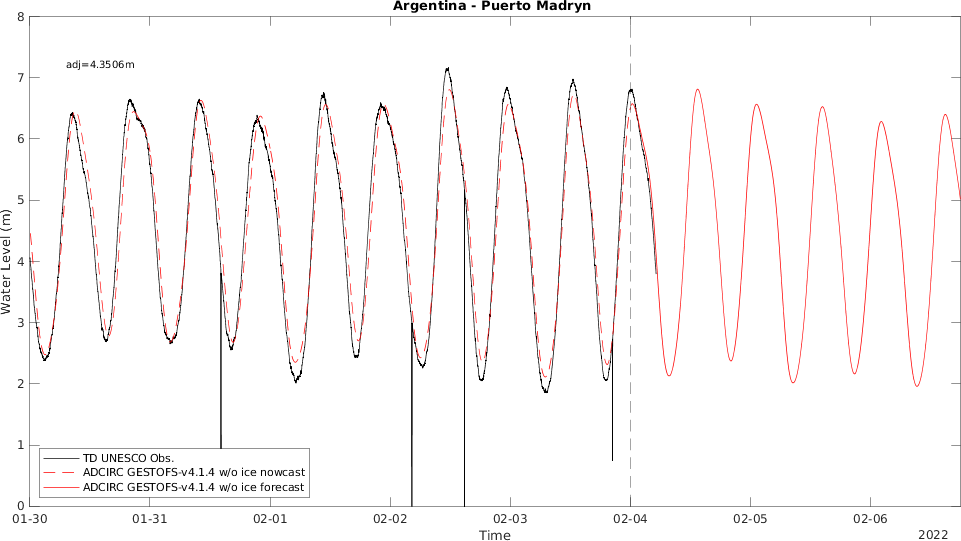 Argentina - Puerto Madryn
8
7
6
5
4
3
2
1
0
adj=4.3506m
Water Level (m)
TD UNESCO Obs.
ADCIRC GESTOFS-v4.1.4 w/o ice nowcast
ADCIRC GESTOFS-v4.1.4 w/o ice forecast
01-30 01-31 02-01 02-02 02-03 02-04 02-05 02-06
Time
2022